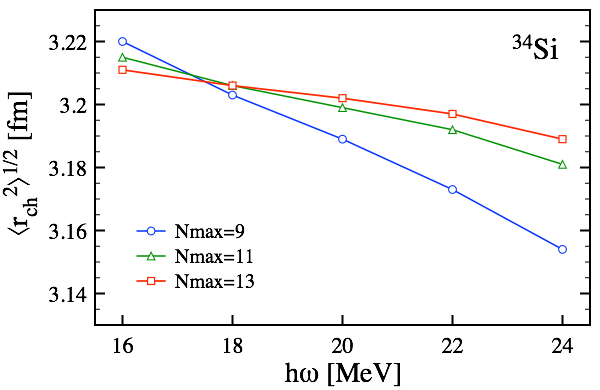 ³⁴Si
⟨r_ch²⟩^1/2 [fm]
3.22
3.2
3.18
3.16
3.14
Nmax=9
Nmax=11
Nmax=13
16 18 20 22 24
hω [MeV]